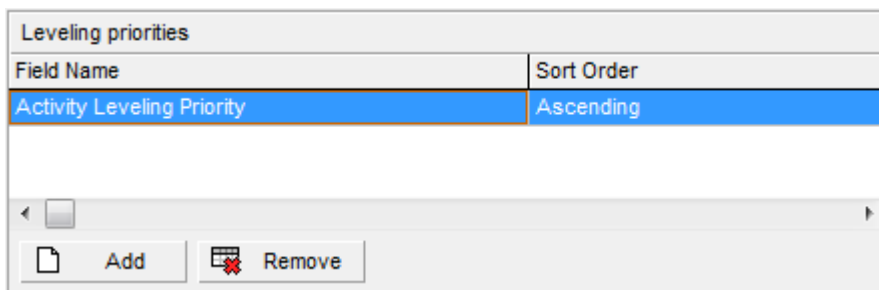 Leveling priorities
Field Name Sort Order
Activity Leveling Priority Ascending
Add Remove